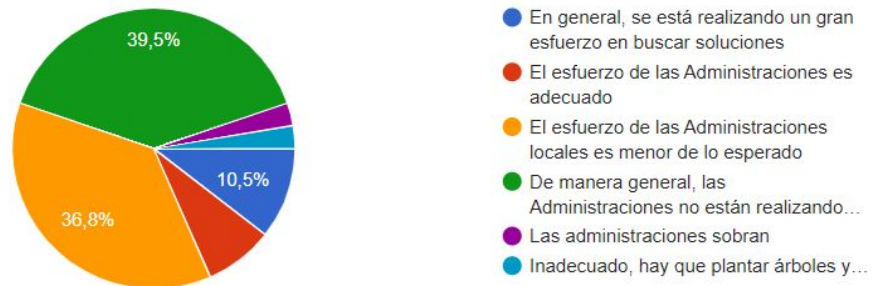 39,5%
10,5%
36,8%
En general, se está realizando un gran
esfuerzo en buscar soluciones
El esfuerzo de las Administraciones es
adecuado
El esfuerzo de las Administraciones
locales es menor de lo esperado
De manera general, las
Administraciones no están realizando…
Las administraciones sobran
Inadecuado, hay que plantar árboles y…